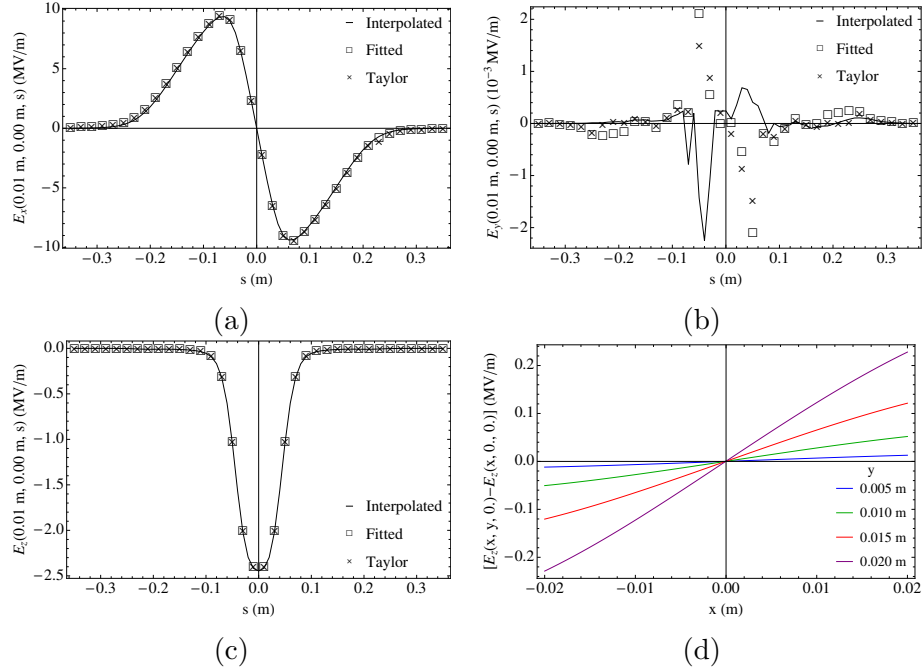 10
5
0
−5
−10
−0.3
−0.2
−0.1
0.0
0.1
0.2
0.3
s (m)
Ex(0.01 m, 0.00 m, s) (MV/m)
Interpolated
Fitted
Taylor
(a)
2
1
0
−1
−2
−0.3
−0.2
−0.1
0.0
0.1
0.2
0.3
s (m)
Ey(0.01 m, 0.00 m, s) (10⁻³ MV/m)
Interpolated
Fitted
Taylor
(b)
0.0
−0.5
−1.0
−1.5
−2.0
−2.5
−0.3
−0.2
−0.1
0.0
0.1
0.2
0.3
s (m)
Ez(0.01 m, 0.00 m, s) (MV/m)
Interpolated
Fitted
Taylor
(c)
0.2
0.1
0.0
−0.1
−0.2
−0.02
−0.01
0.00
0.01
0.02
x (m)
[Ez(x, y, 0.)−Ez(x, 0., 0.)] (MV/m)
y
0.005 m
0.010 m
0.015 m
0.020 m
(d)